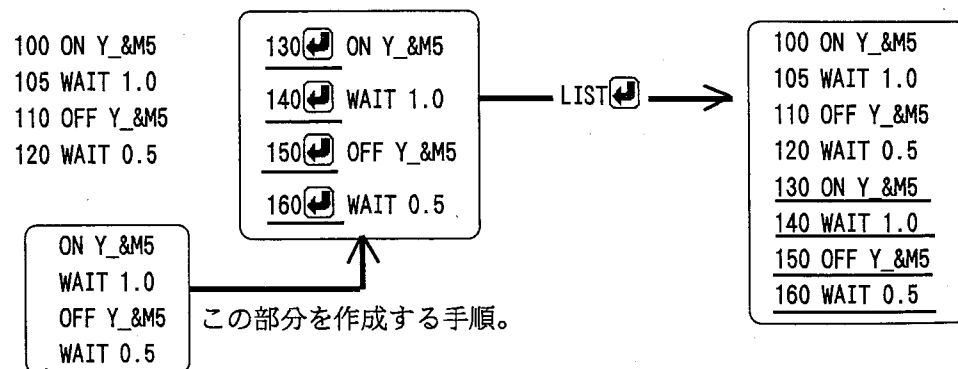 100 ON Y_&M5
105 WAIT 1.0
110 OFF Y_&M5
120 WAIT 0.5
ON Y_&M5
WAIT 1.0
OFF Y_&M5
WAIT 0.5
この部分を作成する手順。
130↵ ON Y_&M5
140↵ WAIT 1.0
150↵ OFF Y_&M5
160↵ WAIT 0.5
LIST↵
100 ON Y_&M5
105 WAIT 1.0
110 OFF Y_&M5
120 WAIT 0.5
130 ON Y_&M5
140 WAIT 1.0
150 OFF Y_&M5
160 WAIT 0.5